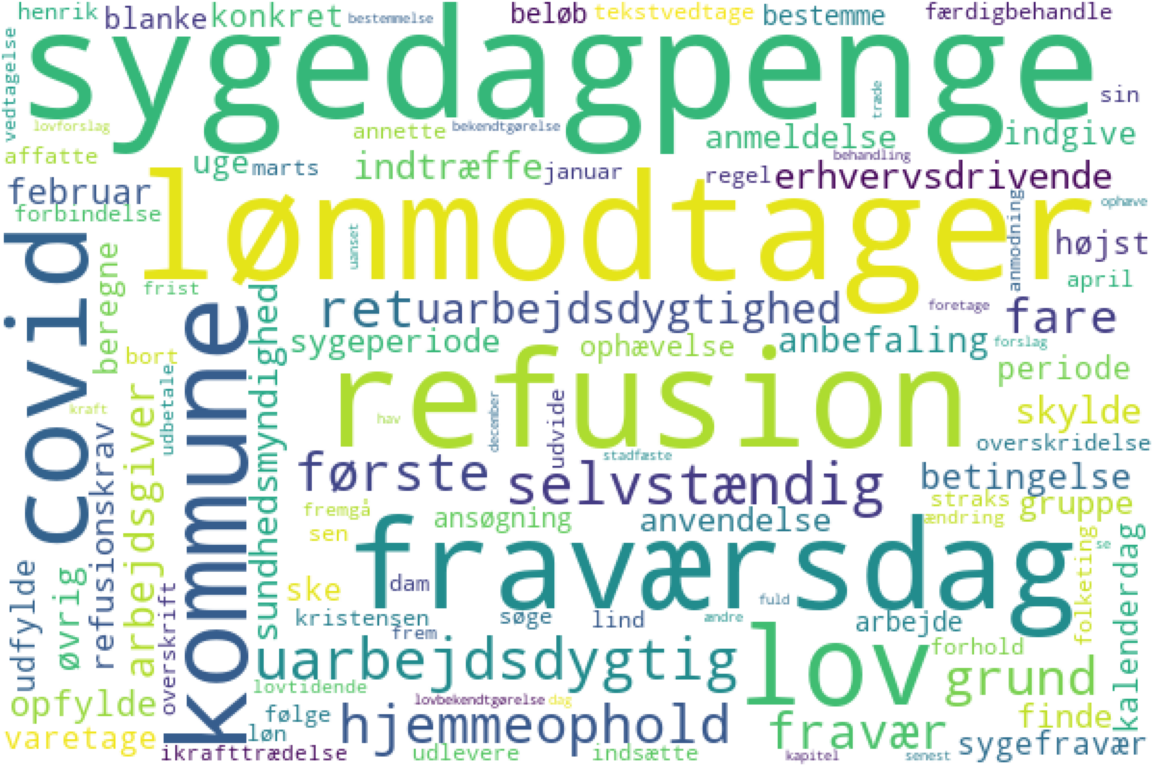 henrik
blanke
konkret
bestemmelse
beløb
tekstvedtage
bestemme
færdigbehandle
sygedagpenge
vedtagelse
træde
sin
lovforslag
affatte
annette
bekendtgørelse
anmeldelse
indgive
uge
marts
indtræffe
januar
behandling
regel
erhvervsdrivende
februar
forbindelse
lønmodtager
anmodning
ophæve
uanset
højst
april
covid
beregne
frist
kommune
sundhedsmyndighed
ret
uarbejdsdygtighed
foretage
fare
sygeperiode
ophævelse
anbefaling
forslag
bort
udbetale
refusion
periode
kraft
hav
december
udvide
skylde
overskridelse
refusionskrav
arbejdsgiver
første
stadfæste
selvstændig
betingelse
fremgå
sen
ansøgning
anvendelse
straks
gruppe
ændring
fraværsdag
folketing
se
kalenderdag
udfylde
øvrig
overskrift
ske
dam
fuld
kristensen
frem
søge
lind
ændre
arbejde
uarbejdsdygtig
lov
forhold
grund
opfylde
lovtidende
lovbekendtgørelse
dag
varetage
følge
løn
hjemmeophold
fravær
finde
sygefravær
ikrafttrædelse
udlevere
indsætte
kapitel
senest